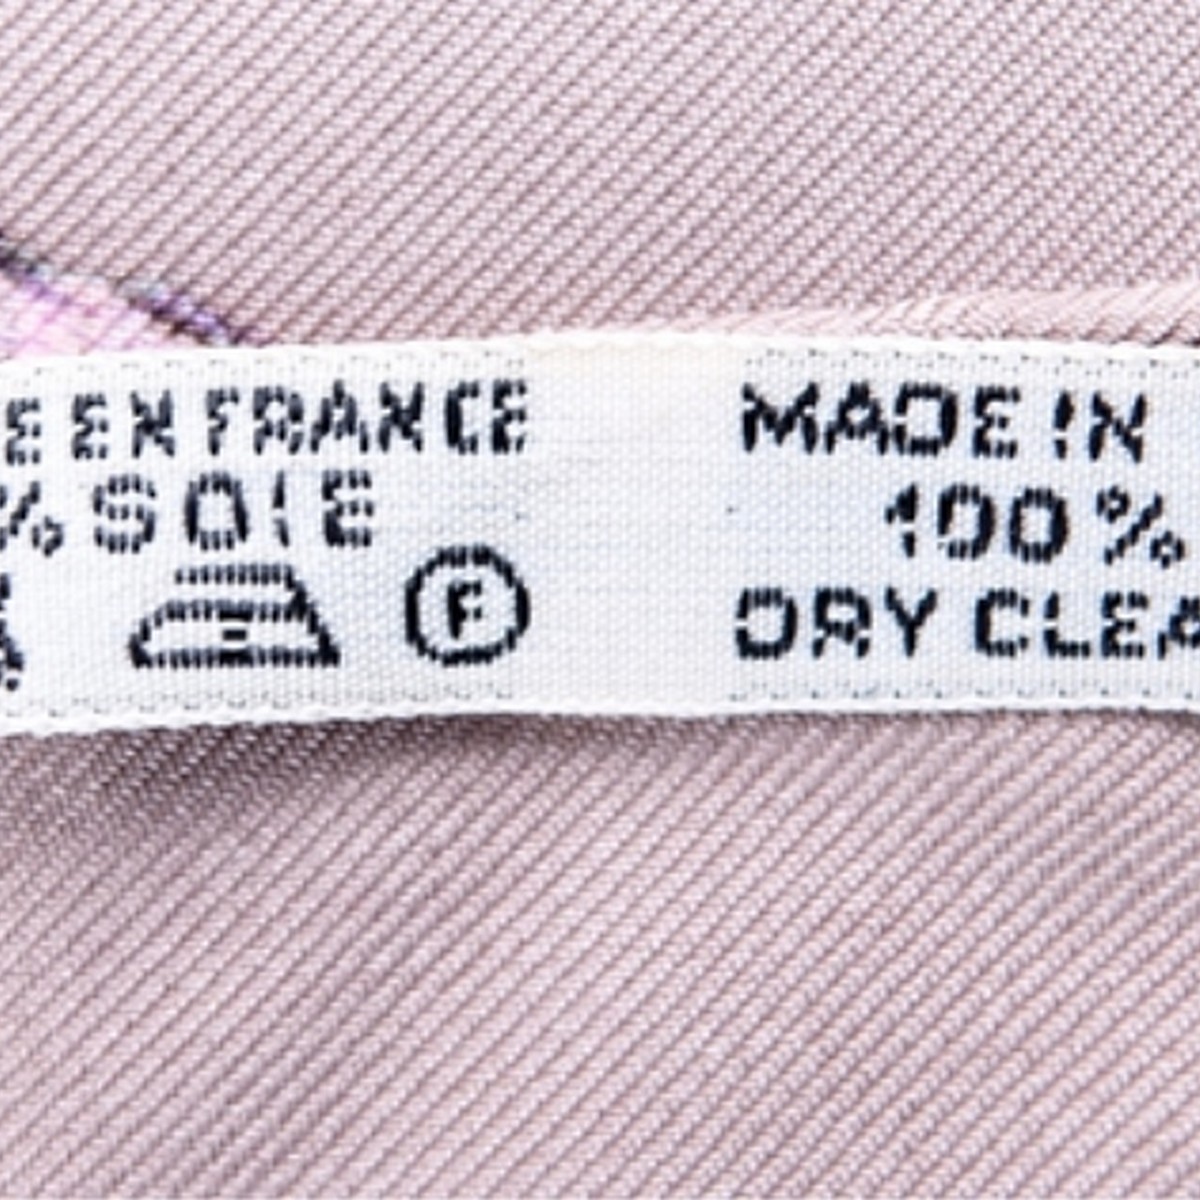 E EN FRANCE
% SOIE
F
MADE IN
100%
DRY CLEA